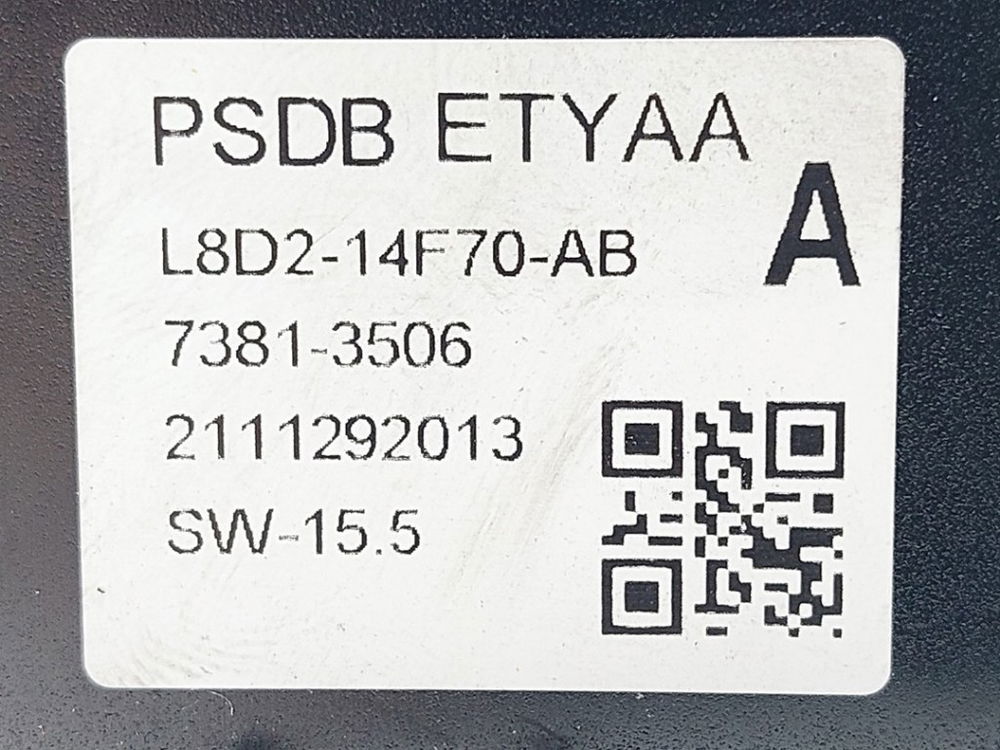 PSDB ETYAA
A
L8D2-14F70-AB
7381-3506
2111292013
SW-15.5